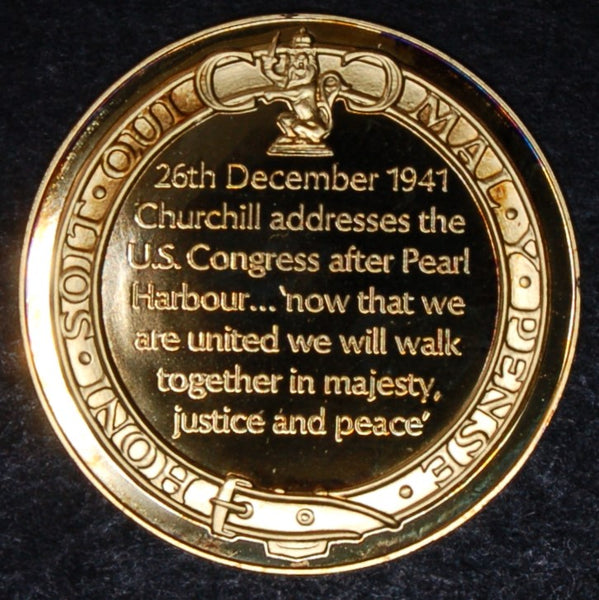 HONI · SOIT · QUI MAL · Y · PENSE ·
26th December 1941
Churchill addresses the
U.S. Congress after Pearl
Harbour... 'now that we
are united we will walk
together in majesty,
justice and peace'